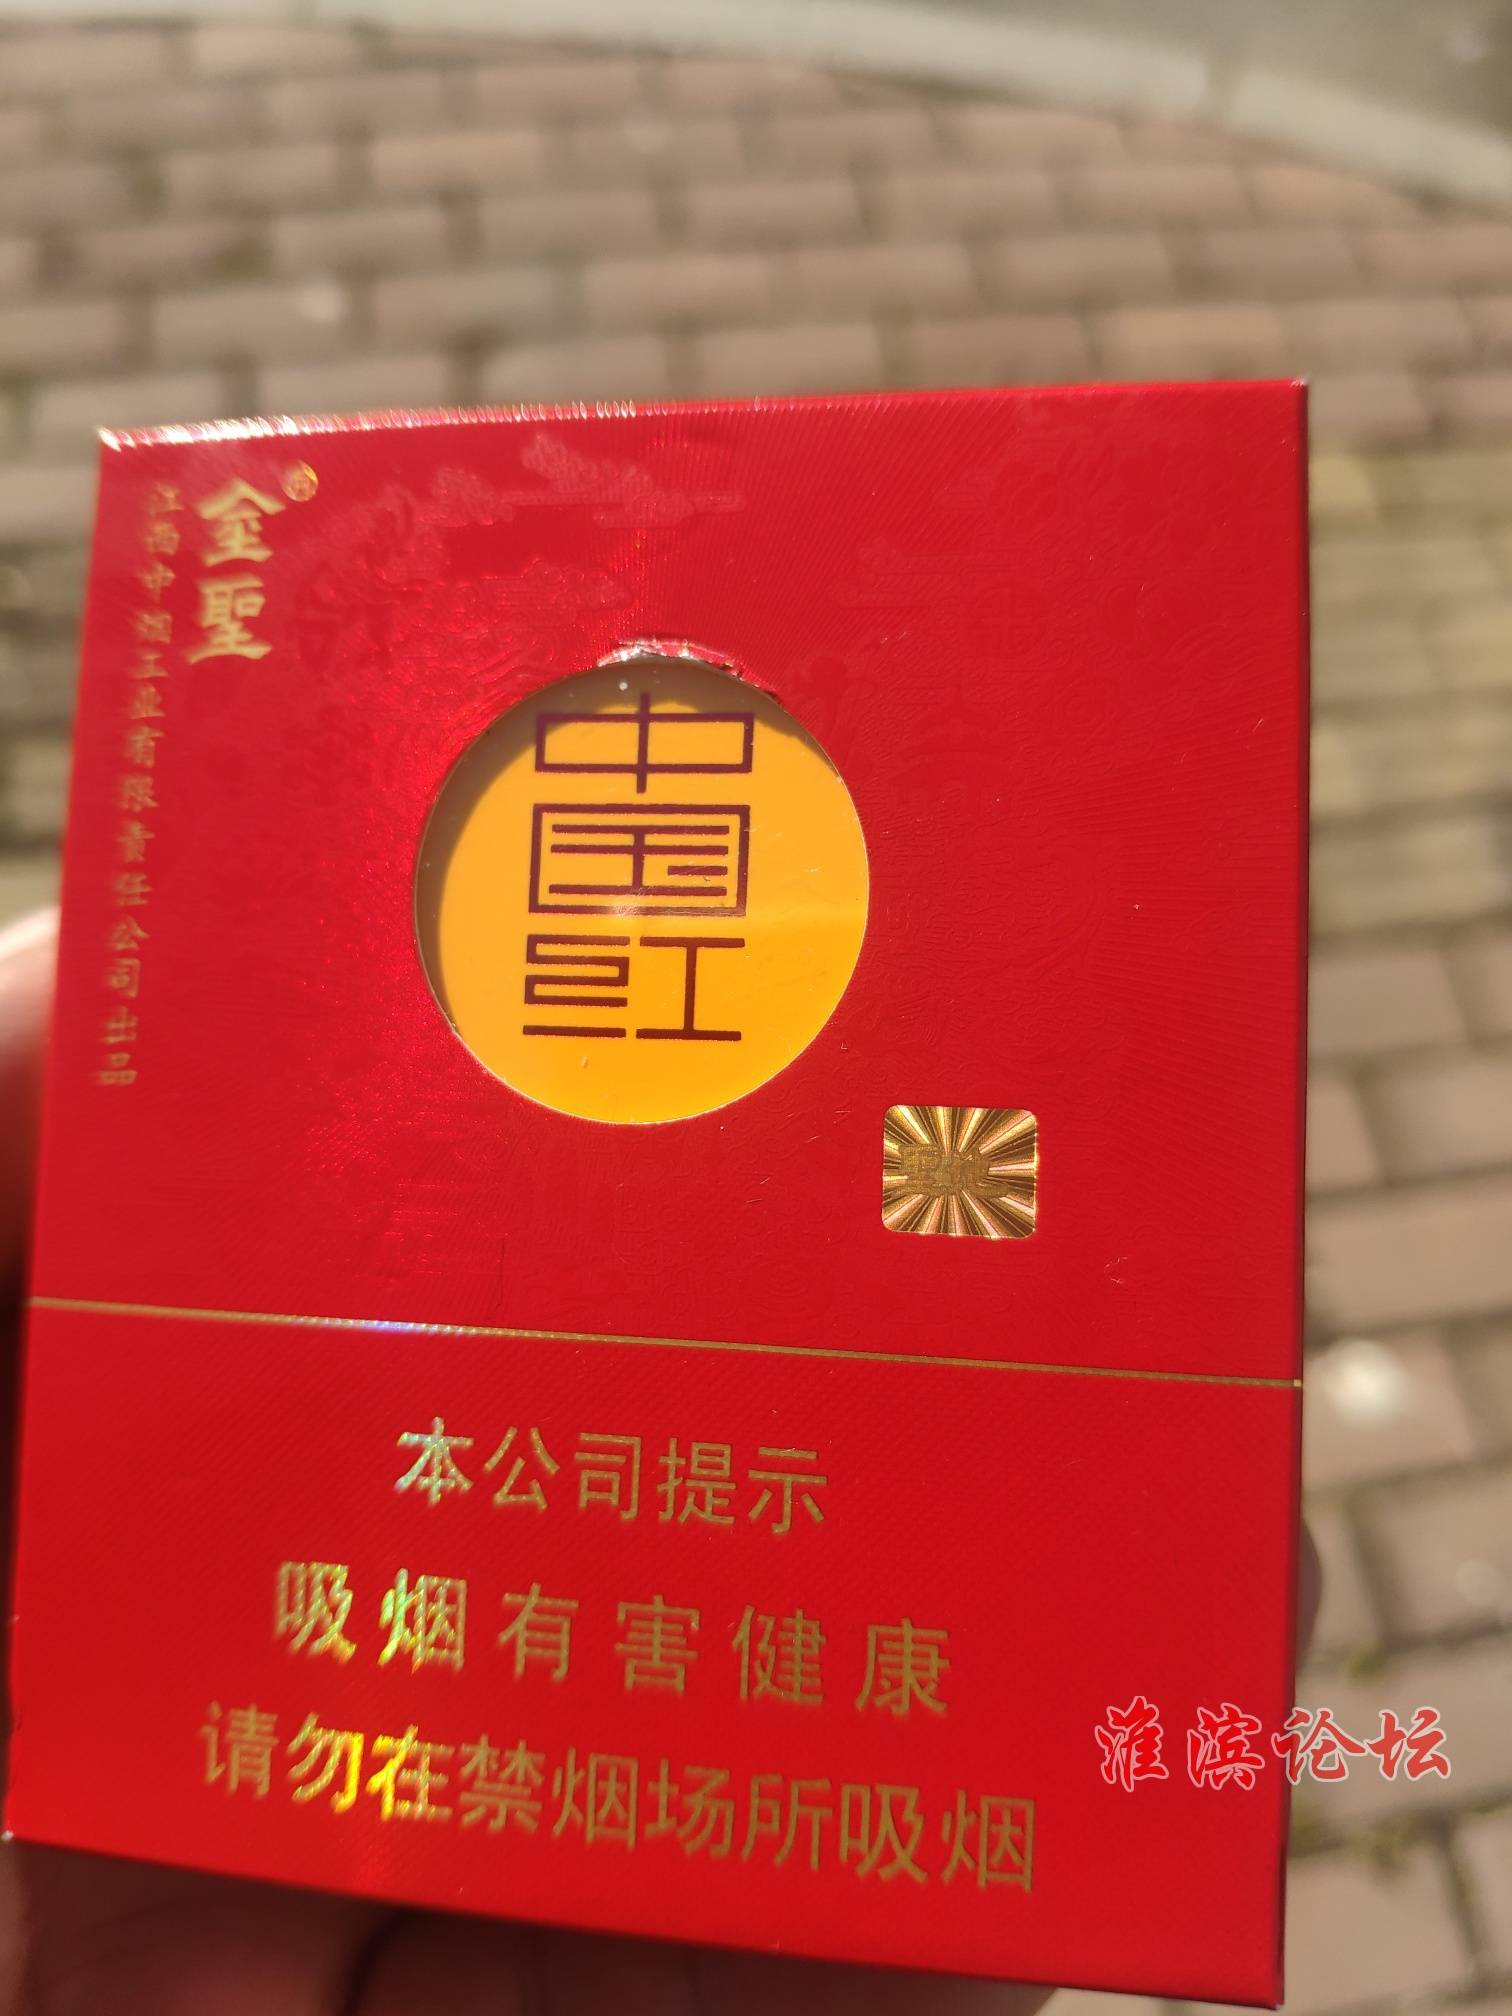 金聖
江西中烟工业有限责任公司出品
中国红
本公司提示
吸烟有害健康
请勿在禁烟场所吸烟
淮滨论坛